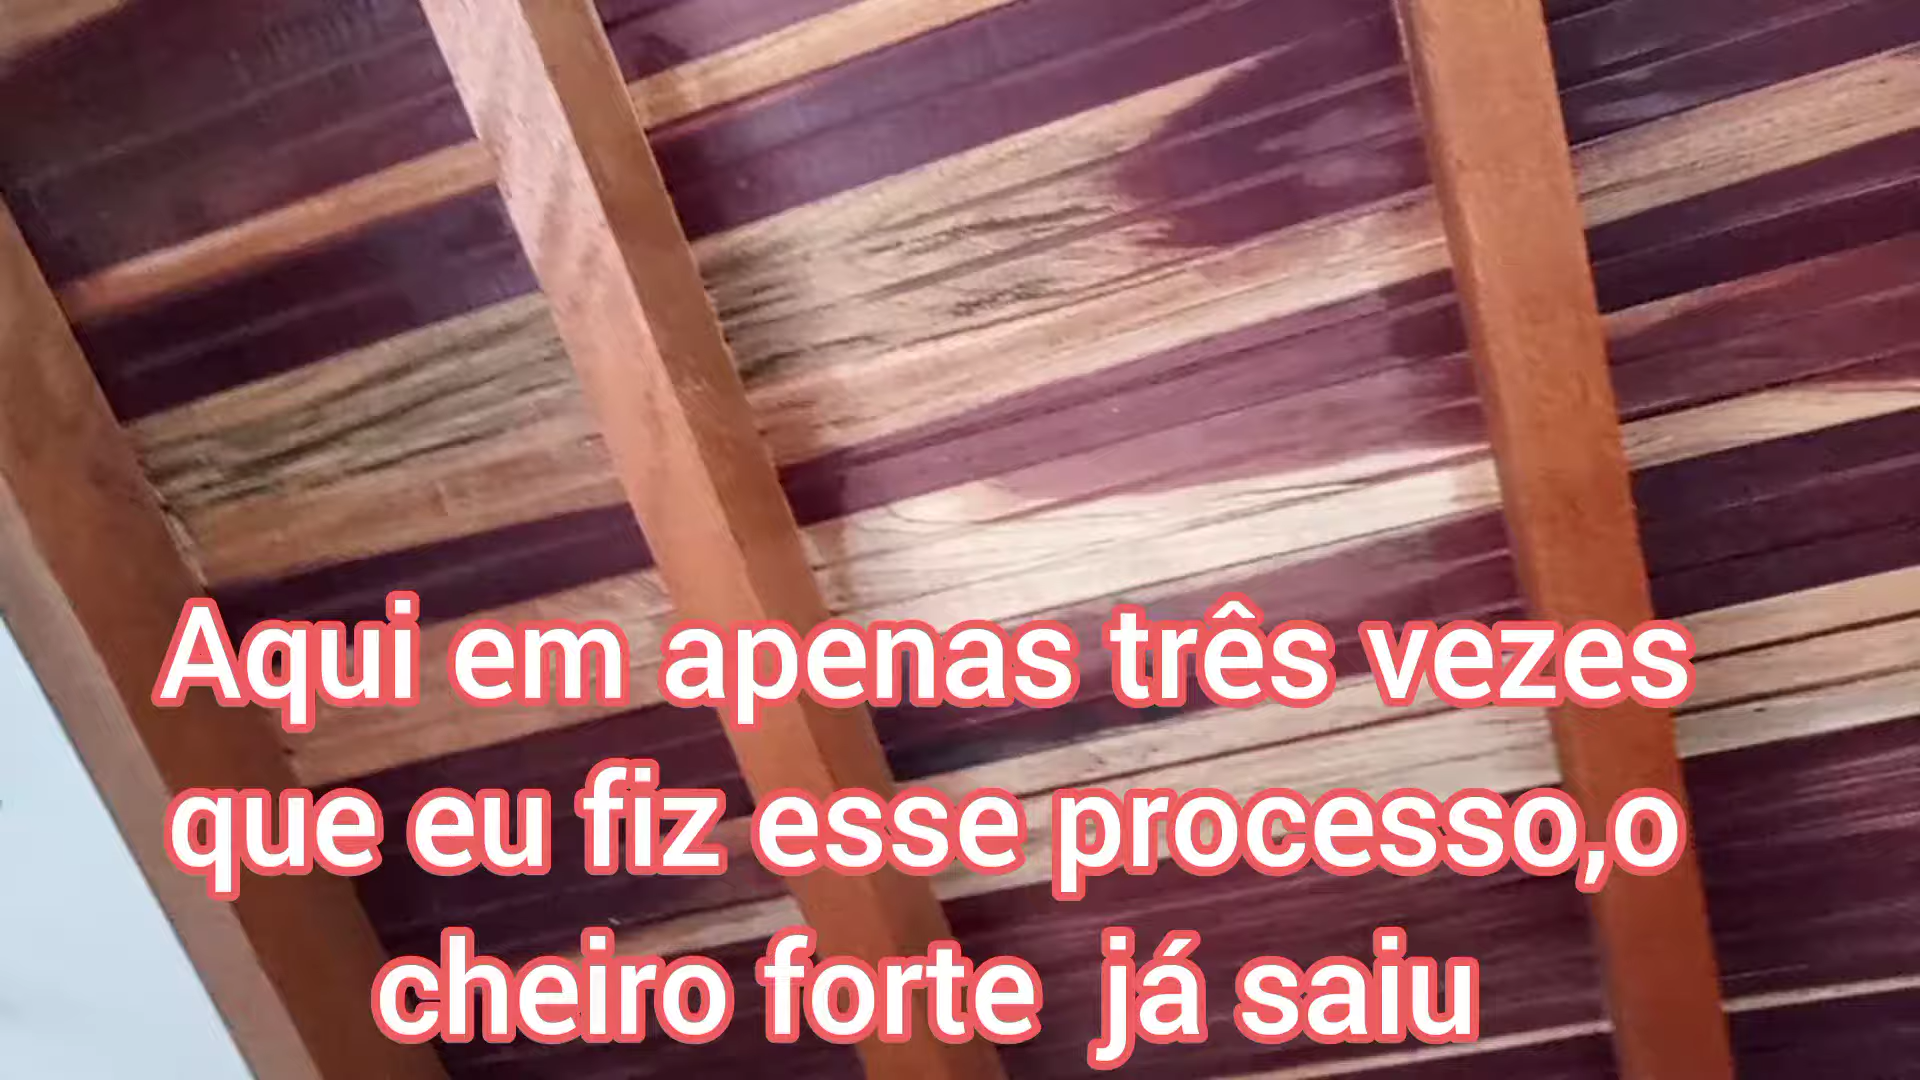 Aqui em apenas três vezes
que eu fiz esse processo,o
cheiro forte já saiu